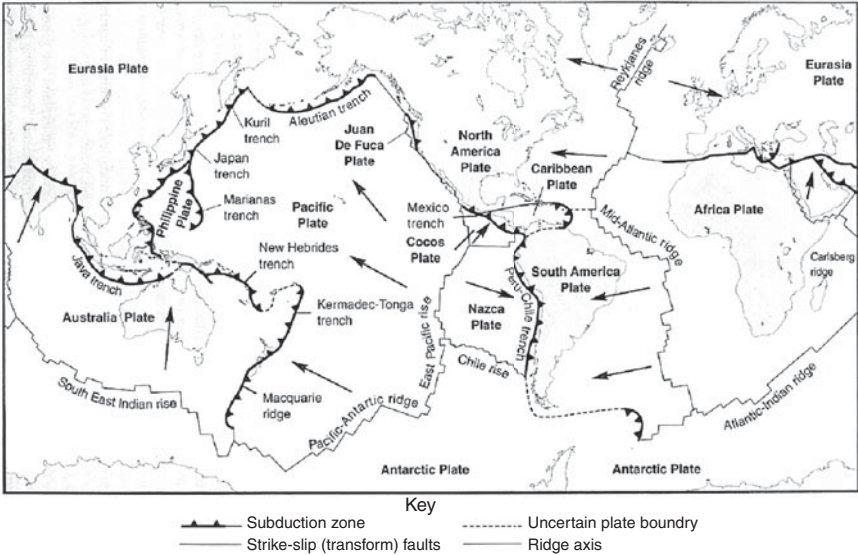 Eurasia Plate
Reykjanes
ridge
Eurasia
Plate
Aleutian trench
Kuril
trench
Juan
De Fuca
Plate
North
America
Plate
Japan
trench
Caribbean
Plate
Philippine
Plate
Marianas
trench
Pacific
Plate
Mexico
trench
Africa Plate
Mid-Atlantic ridge
Cocos
Plate
New Hebrides
trench
Carlsberg
ridge
Java trench
South America
Plate
Peru-Chile trench
Kermadec-Tonga
trench
Nazca
Plate
Australia Plate
East Pacific rise
Chile rise
South East Indian rise
Macquarie
ridge
Pacific-Antarctic ridge
Atlantic-Indian ridge
Antarctic Plate
Antarctic Plate
Key
Subduction zone
Uncertain plate boundry
Strike-slip (transform) faults
Ridge axis